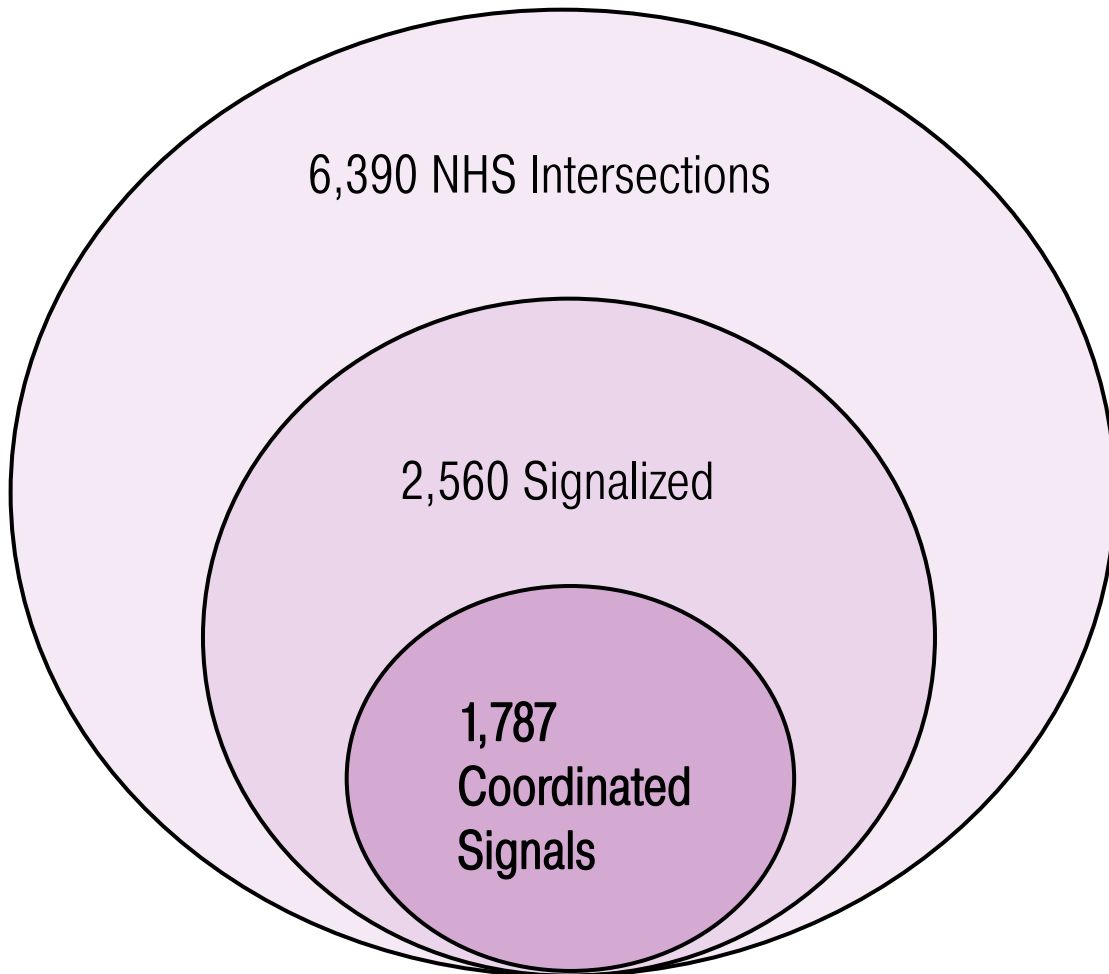 6,390 NHS Intersections
2,560 Signalized
1,787
Coordinated
Signals